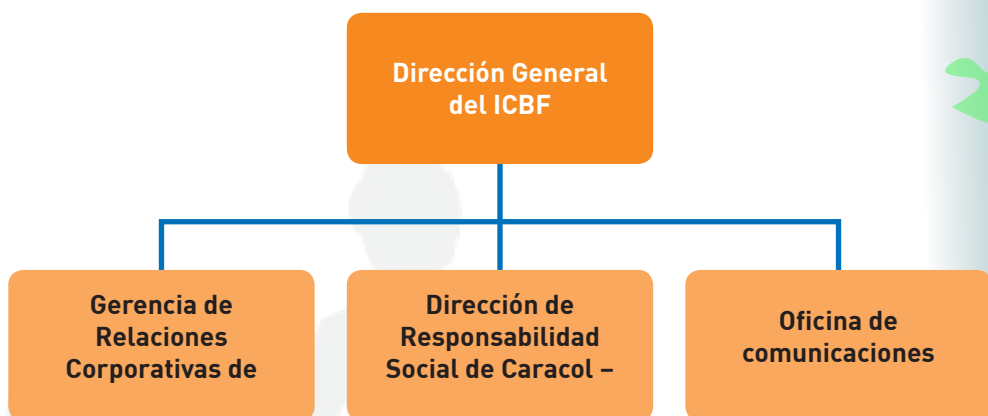 Dirección General
del ICBF
Gerencia de
Relaciones
Corporativas de
Dirección de
Responsabilidad
Social de Caracol –
Oficina de
comunicaciones